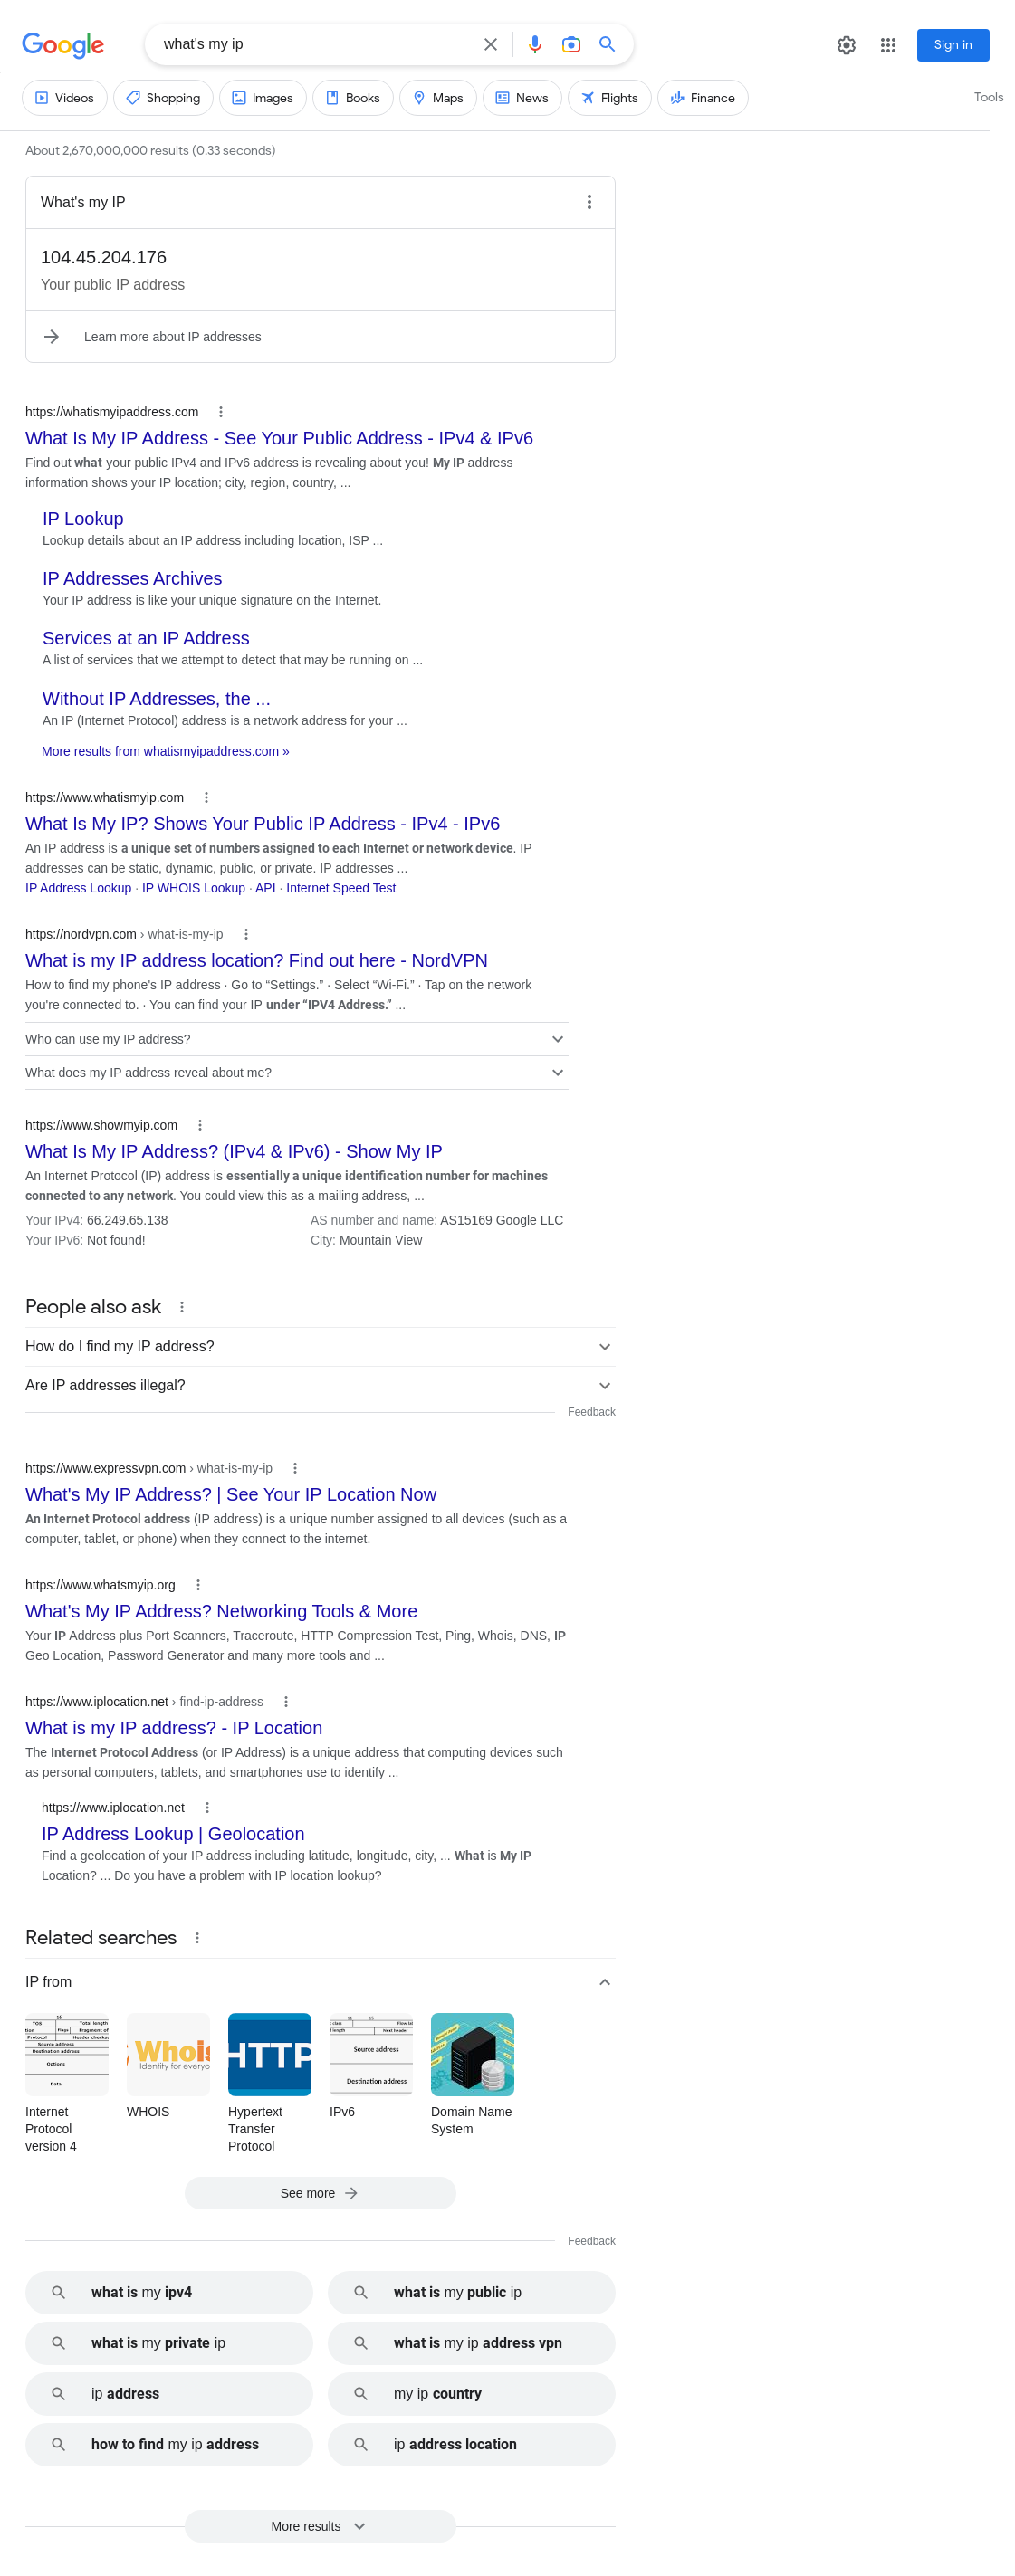 Google
what's my ip
Sign in
Videos
Shopping
Images
Books
Maps
News
Flights
Finance
Tools
About 2,670,000,000 results (0.33 seconds)
What's my IP
104.45.204.176
Your public IP address
Learn more about IP addresses
https://whatismyipaddress.com
What Is My IP Address - See Your Public Address - IPv4 & IPv6
Find out what your public IPv4 and IPv6 address is revealing about you! My IP address
information shows your IP location; city, region, country, ...
IP Lookup
Lookup details about an IP address including location, ISP ...
IP Addresses Archives
Your IP address is like your unique signature on the Internet.
Services at an IP Address
A list of services that we attempt to detect that may be running on ...
Without IP Addresses, the ...
An IP (Internet Protocol) address is a network address for your ...
More results from whatismyipaddress.com »
https://www.whatismyip.com
What Is My IP? Shows Your Public IP Address - IPv4 - IPv6
An IP address is a unique set of numbers assigned to each Internet or network device. IP
addresses can be static, dynamic, public, or private. IP addresses ...
IP Address Lookup · IP WHOIS Lookup · API · Internet Speed Test
https://nordvpn.com › what-is-my-ip
What is my IP address location? Find out here - NordVPN
How to find my phone's IP address · Go to “Settings.” · Select “Wi-Fi.” · Tap on the network
you're connected to. · You can find your IP under “IPV4 Address.” ...
Who can use my IP address?
What does my IP address reveal about me?
https://www.showmyip.com
What Is My IP Address? (IPv4 & IPv6) - Show My IP
An Internet Protocol (IP) address is essentially a unique identification number for machines
connected to any network. You could view this as a mailing address, ...
Your IPv4: 66.249.65.138
AS number and name: AS15169 Google LLC
Your IPv6: Not found!
City: Mountain View
People also ask
How do I find my IP address?
Are IP addresses illegal?
Feedback
https://www.expressvpn.com › what-is-my-ip
What's My IP Address? | See Your IP Location Now
An Internet Protocol address (IP address) is a unique number assigned to all devices (such as a
computer, tablet, or phone) when they connect to the internet.
https://www.whatsmyip.org
What's My IP Address? Networking Tools & More
Your IP Address plus Port Scanners, Traceroute, HTTP Compression Test, Ping, Whois, DNS, IP
Geo Location, Password Generator and many more tools and ...
https://www.iplocation.net › find-ip-address
What is my IP address? - IP Location
The Internet Protocol Address (or IP Address) is a unique address that computing devices such
as personal computers, tablets, and smartphones use to identify ...
https://www.iplocation.net
IP Address Lookup | Geolocation
Find a geolocation of your IP address including latitude, longitude, city, ... What is My IP
Location? ... Do you have a problem with IP location lookup?
Related searches
IP from
16
TOS
Total length
Flags
Fragment of
Protocol
Header checksu
Source address
Destination address
Options
Data
Whois
Identity for everyo
HTTP
Next header
Source address
Destination address
Internet
Protocol
version 4
WHOIS
Hypertext
Transfer
Protocol
IPv6
Domain Name
System
See more
Feedback
what is my ipv4
what is my public ip
what is my private ip
what is my ip address vpn
ip address
my ip country
how to find my ip address
ip address location
More results